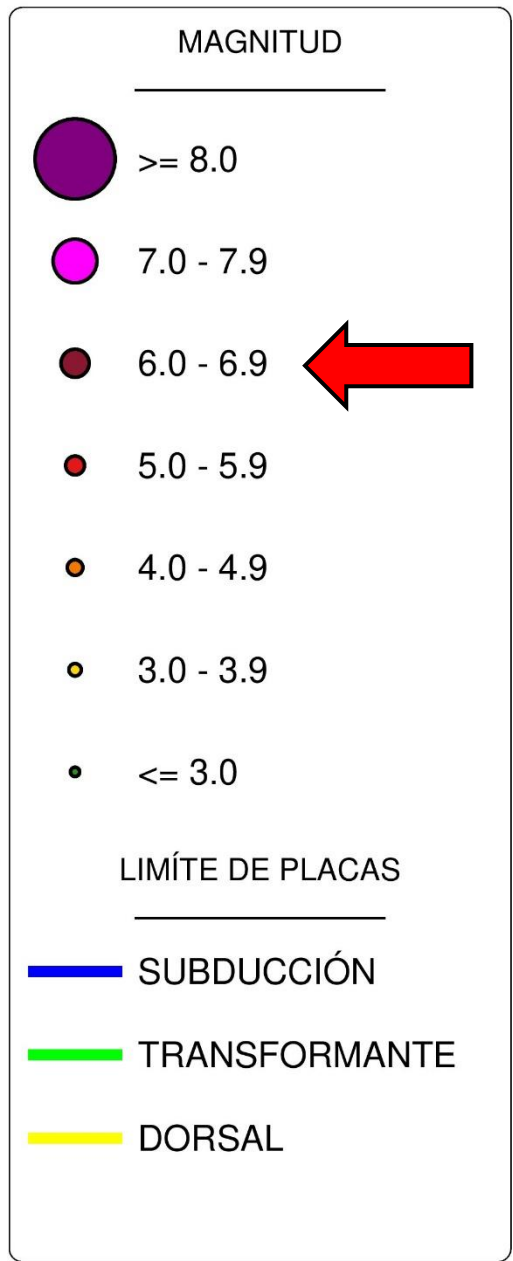 MAGNITUD
>= 8.0
7.0 - 7.9
6.0 - 6.9
5.0 - 5.9
4.0 - 4.9
3.0 - 3.9
<= 3.0
LIMÍTE DE PLACAS
SUBDUCCIÓN
TRANSFORMANTE
DORSAL